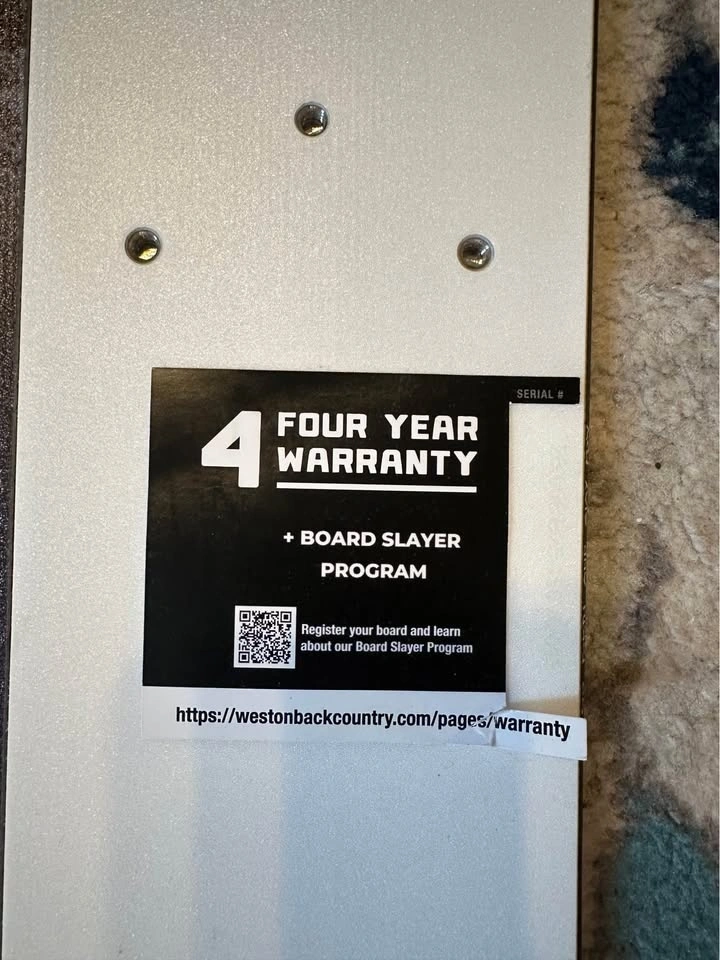 SERIAL #
4 FOUR YEAR
WARRANTY
+ BOARD SLAYER
PROGRAM
Register your board and learn
about our Board Slayer Program
https://westonbackcountry.com/pages/warranty